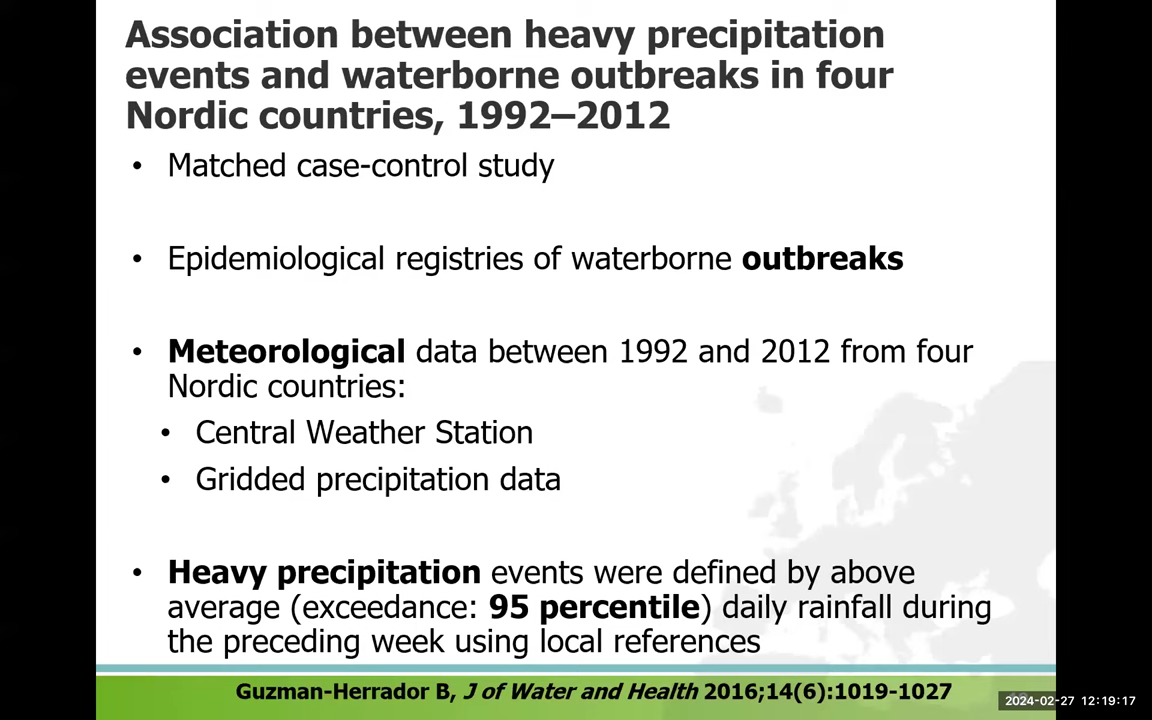 Association between heavy precipitation
events and waterborne outbreaks in four
Nordic countries, 1992–2012
• Matched case-control study
• Epidemiological registries of waterborne outbreaks
• Meteorological data between 1992 and 2012 from four
Nordic countries:
• Central Weather Station
• Gridded precipitation data
• Heavy precipitation events were defined by above
average (exceedance: 95 percentile) daily rainfall during
the preceding week using local references
Guzman-Herrador B, J of Water and Health 2016;14(6):1019-1027
2024-02-27 12:19:17